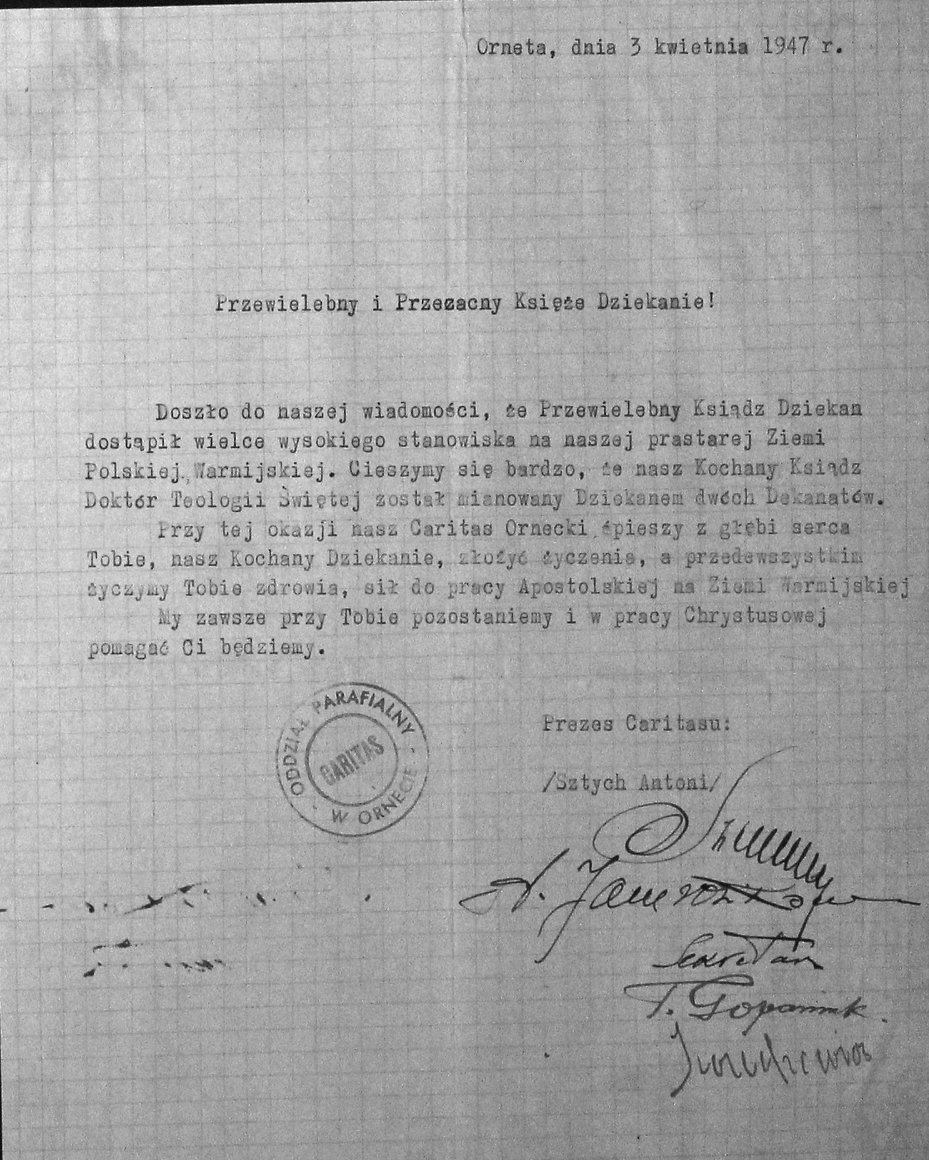 Orneta, dnia 3 kwietnia 1947 r.
Przewielebny i Przezacny Księże Dziekanie!
Doszło do naszej wiadomości, że Przewielebny Ksiądz Dziekan
dostąpił wielce wysokiego stanowiska na naszej prastarej Ziemi
Polskiej Warmijskiej. Cieszymy się bardzo, że nasz Kochany Ksiądz
Doktór Teologii Świętej został mianowany Dziekanem dwóch Dekanatów.
Przy tej okazji nasz Caritas Ornecki śpieszy z głębi serca
Tobie, nasz Kochany Dziekanie, złożyć życzenia, a przedewszystkim
życzymy Tobie zdrowia, sił do pracy Apostolskiej na Ziemi Warmijskiej
My zawsze przy Tobie pozostaniemy i w pracy Chrystusowej
pomagać Ci będziemy.
ODDZIAŁ PARAFIALNY
CARITAS
W ORNECIE
Prezes Caritasu:
/Sztych Antoni/
Sekretarz
T.